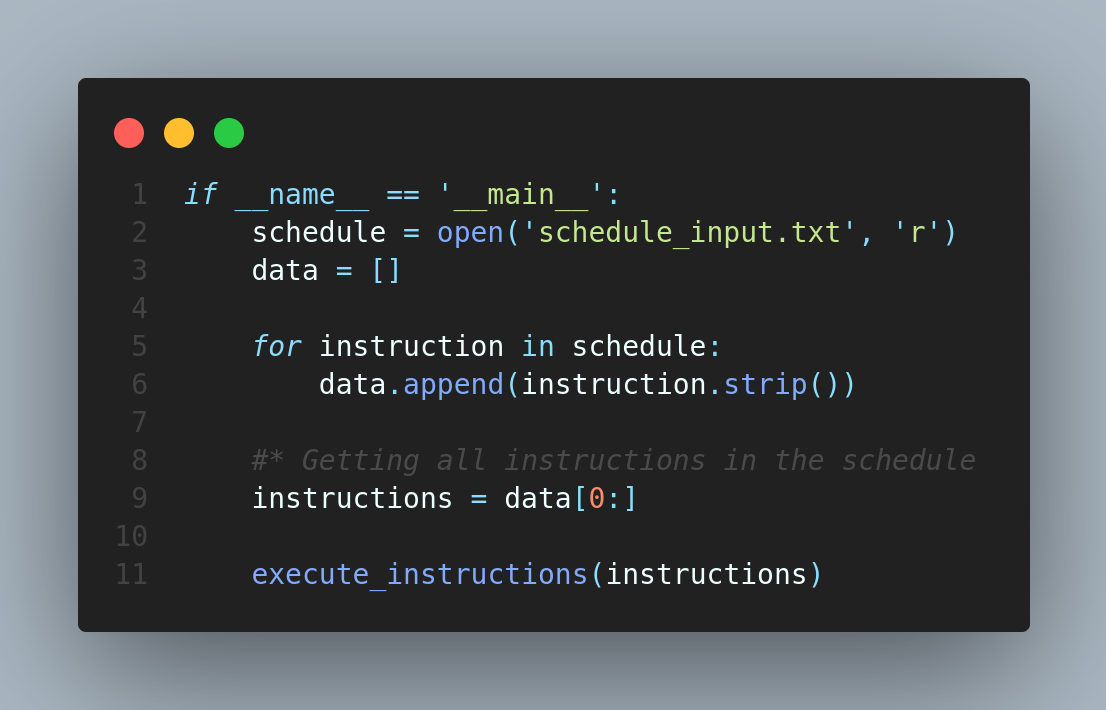 1 if __name__ == '__main__':
2     schedule = open('schedule_input.txt', 'r')
3     data = []
4
5     for instruction in schedule:
6         data.append(instruction.strip())
7
8     #* Getting all instructions in the schedule
9     instructions = data[0:]
10
11     execute_instructions(instructions)